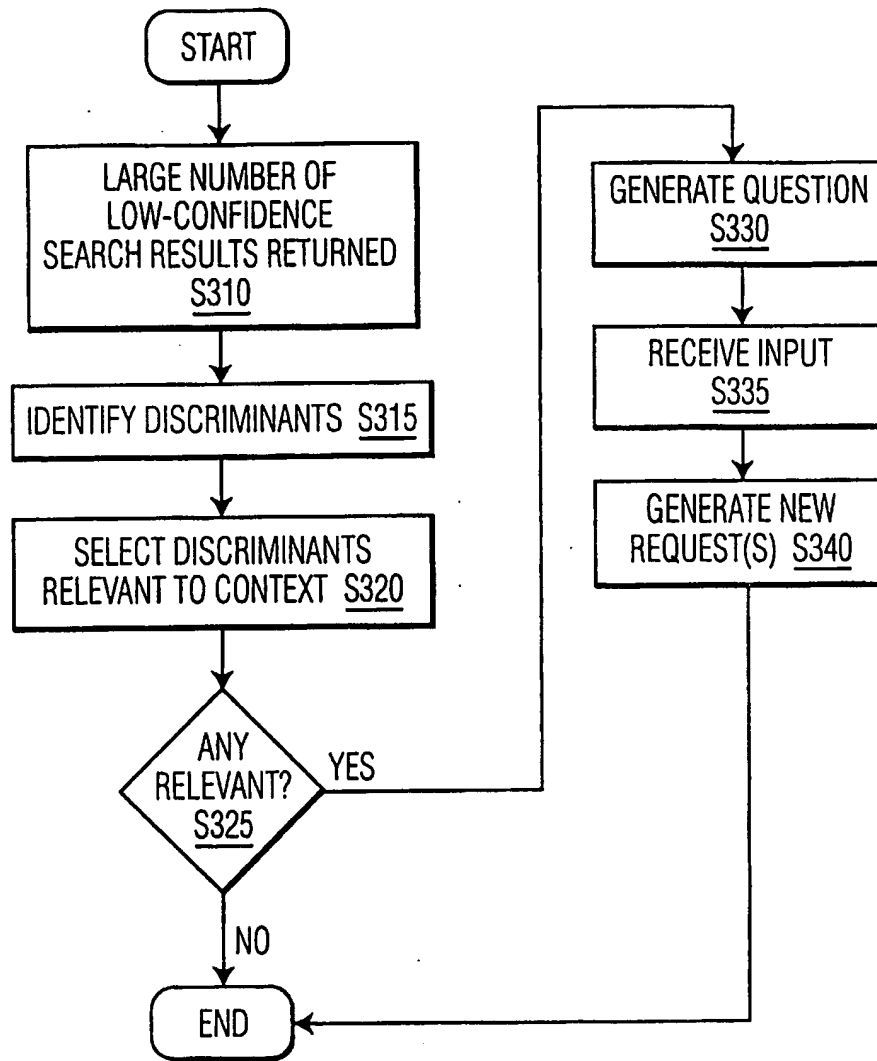 START
LARGE NUMBER OF
LOW-CONFIDENCE
SEARCH RESULTS RETURNED
S310
IDENTIFY DISCRIMINANTS S315
SELECT DISCRIMINANTS
RELEVANT TO CONTEXT S320
ANY
RELEVANT?
S325
YES
NO
END
GENERATE QUESTION
S330
RECEIVE INPUT
S335
GENERATE NEW
REQUEST(S) S340